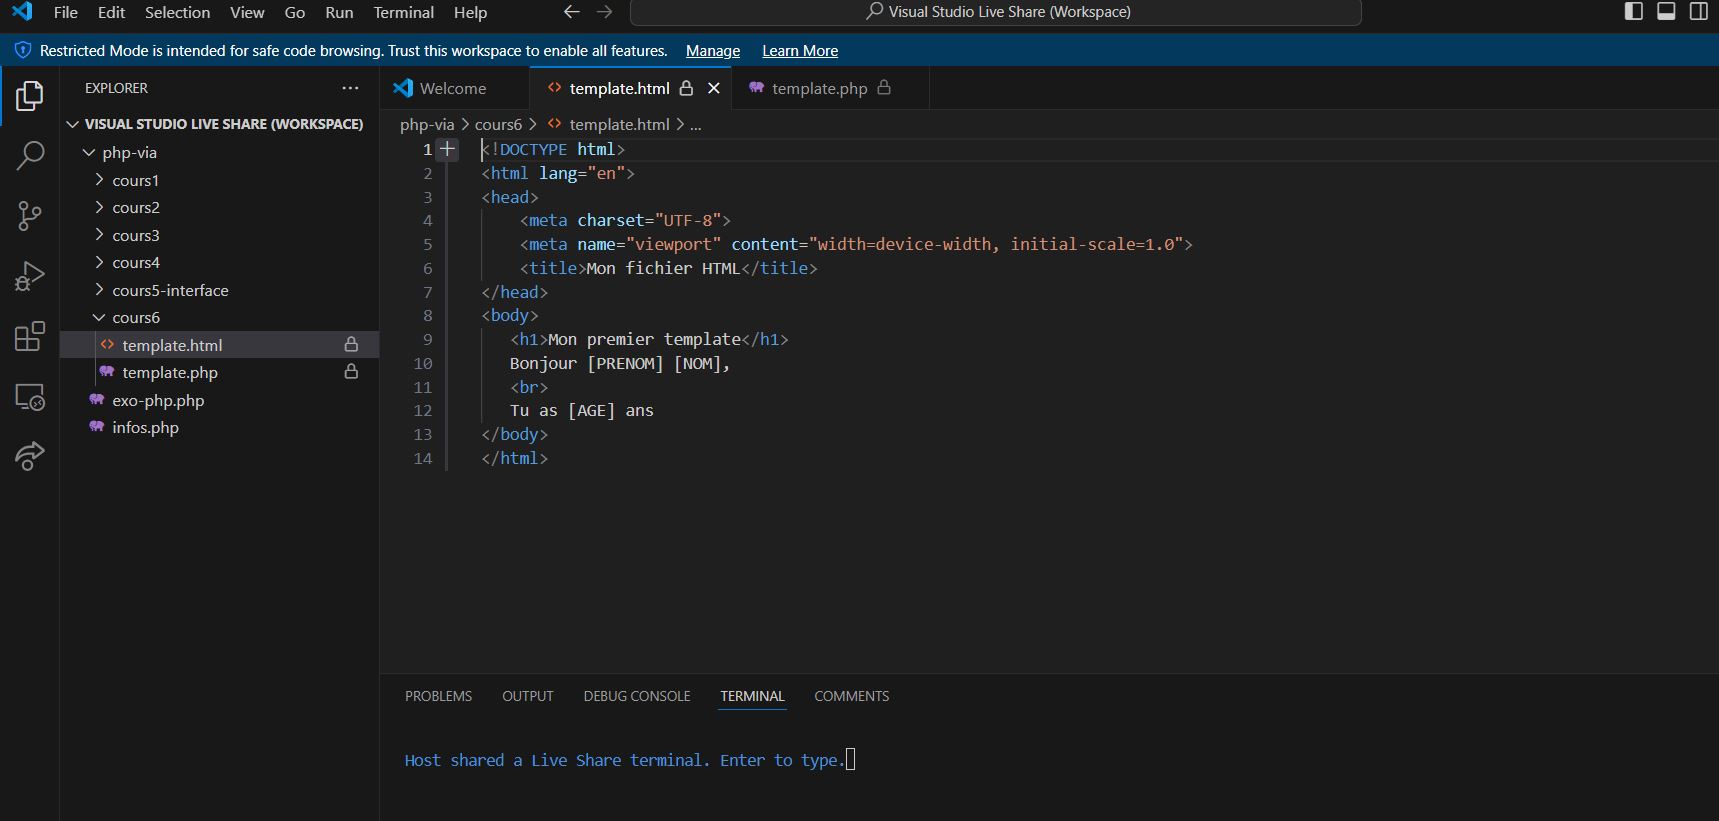 File Edit Selection View Go Run Terminal Help
Visual Studio Live Share (Workspace)
Restricted Mode is intended for safe code browsing. Trust this workspace to enable all features. Manage Learn More
EXPLORER ...
VISUAL STUDIO LIVE SHARE (WORKSPACE)
php-via
cours1
cours2
cours3
cours4
cours5-interface
cours6
template.html
template.php
exo-php.php
infos.php
Welcome
template.html
template.php
php-via > cours6 > template.html > ...
1 <!DOCTYPE html>
2 <html lang="en">
3 <head>
4 <meta charset="UTF-8">
5 <meta name="viewport" content="width=device-width, initial-scale=1.0">
6 <title>Mon fichier HTML</title>
7 </head>
8 <body>
9 <h1>Mon premier template</h1>
10 Bonjour [PRENOM] [NOM],
11 <br>
12 Tu as [AGE] ans
13 </body>
14 </html>
PROBLEMS OUTPUT DEBUG CONSOLE TERMINAL COMMENTS
Host shared a Live Share terminal. Enter to type.